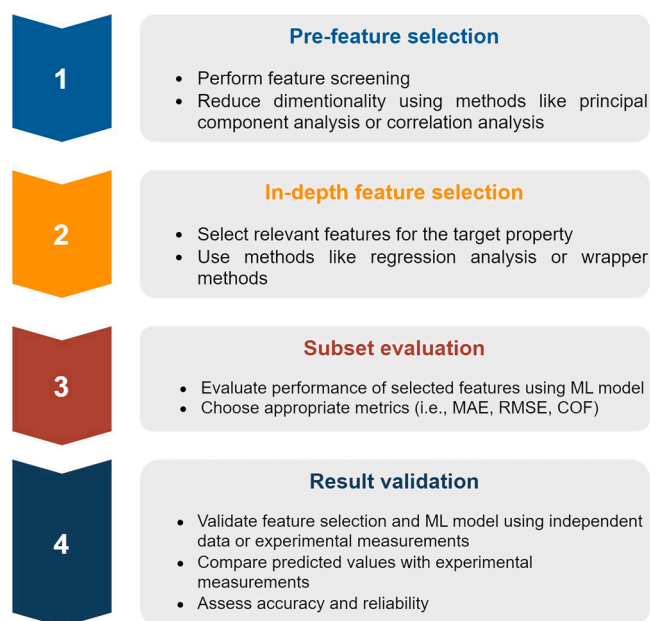 1
Pre-feature selection
• Perform feature screening
• Reduce dimentionality using methods like principal
component analysis or correlation analysis
2
In-depth feature selection
• Select relevant features for the target property
• Use methods like regression analysis or wrapper
methods
3
Subset evaluation
• Evaluate performance of selected features using ML model
• Choose appropriate metrics (i.e., MAE, RMSE, COF)
4
Result validation
• Validate feature selection and ML model using independent
data or experimental measurements
• Compare predicted values with experimental
measurements
• Assess accuracy and reliability